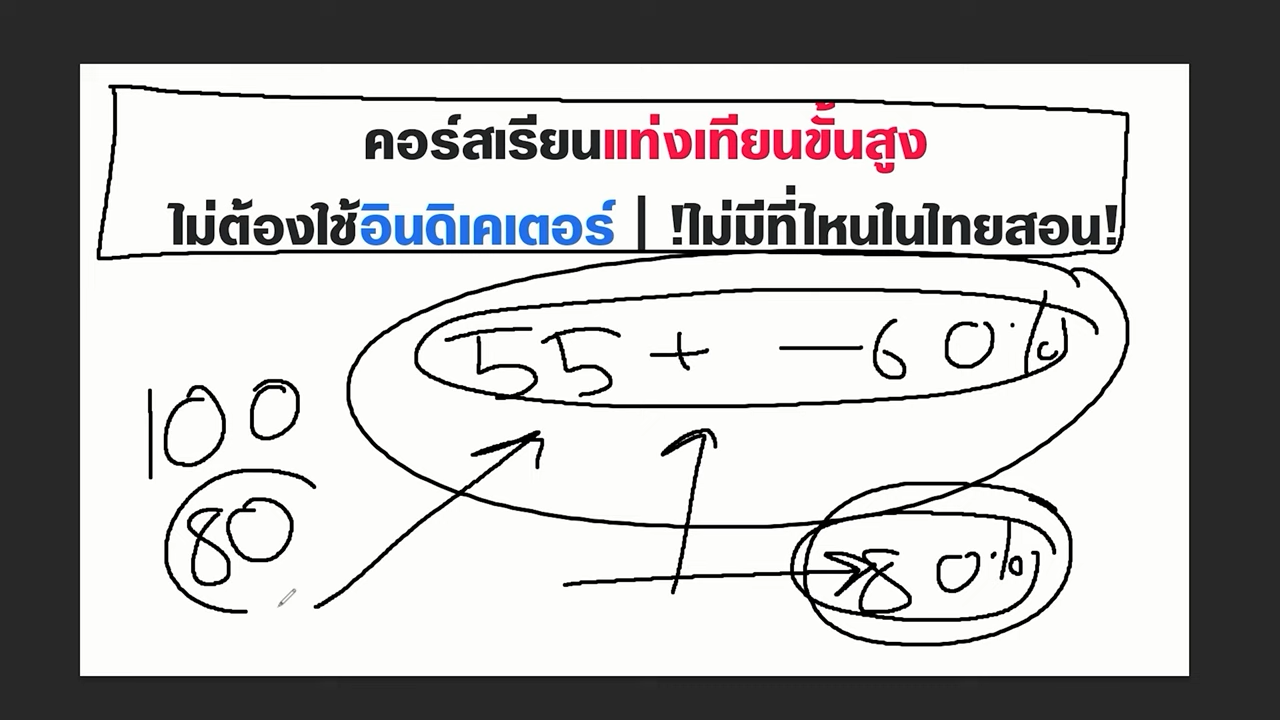 คอร์สเรียนแท่งเทียนขั้นสูง
ไม่ต้องใช้อินดิเคเตอร์ | !ไม่มีที่ไหนในไทยสอน!
55 + - 60%
100
80
80%